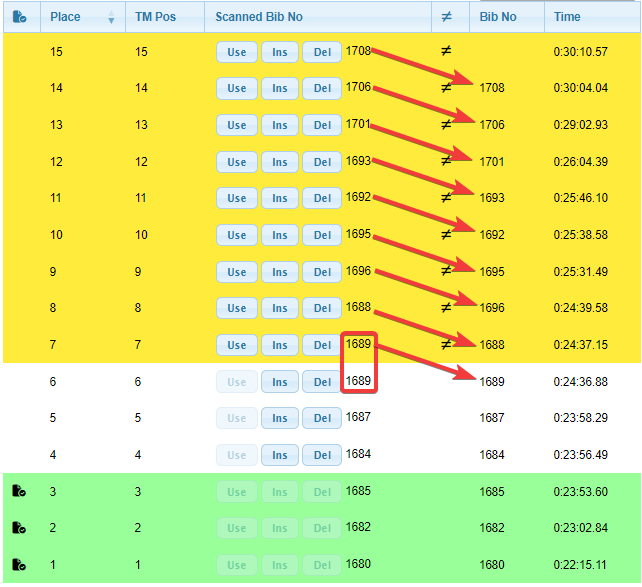 Place TM Pos Scanned Bib No ≠ Bib No Time
15 15 Use Ins Del 1708 ≠ 0:30:10.57
14 14 Use Ins Del 1706 ≠ 1708 0:30:04.04
13 13 Use Ins Del 1701 ≠ 1706 0:29:02.93
12 12 Use Ins Del 1693 ≠ 1701 0:26:04.39
11 11 Use Ins Del 1692 ≠ 1693 0:25:46.10
10 10 Use Ins Del 1695 ≠ 1692 0:25:38.58
9 9 Use Ins Del 1696 ≠ 1695 0:25:31.49
8 8 Use Ins Del 1688 ≠ 1696 0:24:39.58
7 7 Use Ins Del 1689 ≠ 1688 0:24:37.15
6 6 Use Ins Del 1689 1689 0:24:36.88
5 5 Use Ins Del 1687 1687 0:23:58.29
4 4 Use Ins Del 1684 1684 0:23:56.49
3 3 Use Ins Del 1685 1685 0:23:53.60
2 2 Use Ins Del 1682 1682 0:23:02.84
1 1 Use Ins Del 1680 1680 0:22:15.11